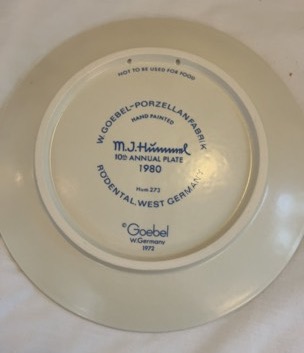 NOT TO BE USED FOR FOOD
W. GOEBEL-PORZELLANFABRIK
HAND PAINTED
M.J. Hummel
10th ANNUAL PLATE
1980
Hum 273
RODENTAL, WEST GERMANY
© Goebel
W. Germany
1972